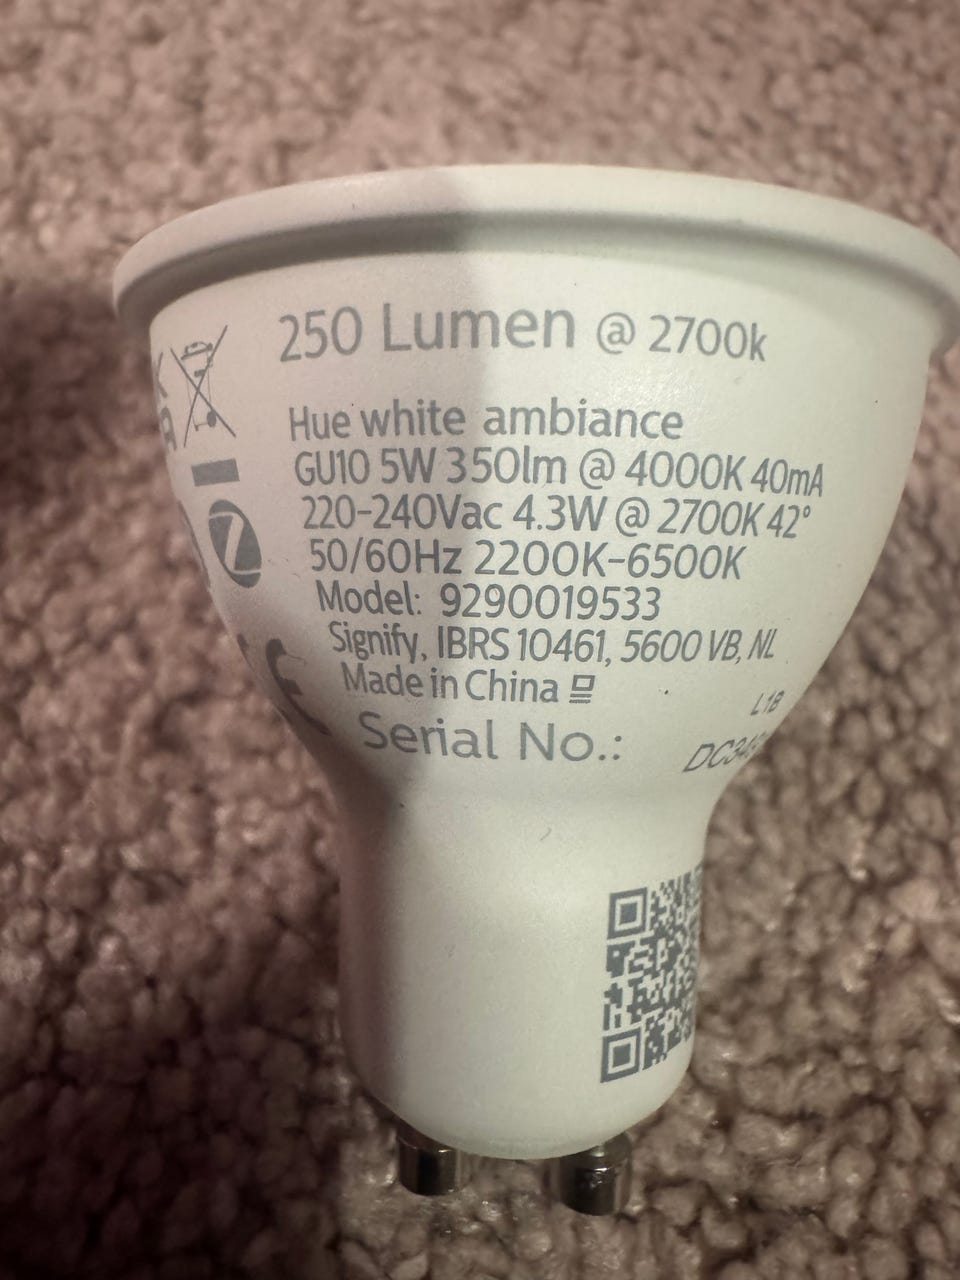 250 Lumen @ 2700k
Hue white ambiance
GU10 5W 350lm @ 4000K 40mA
220-240Vac 4.3W @ 2700K 42°
50/60Hz 2200K-6500K
Model: 9290019533
Signify, IBRS 10461, 5600 VB, NL
Made in China
L1B
Serial No.: